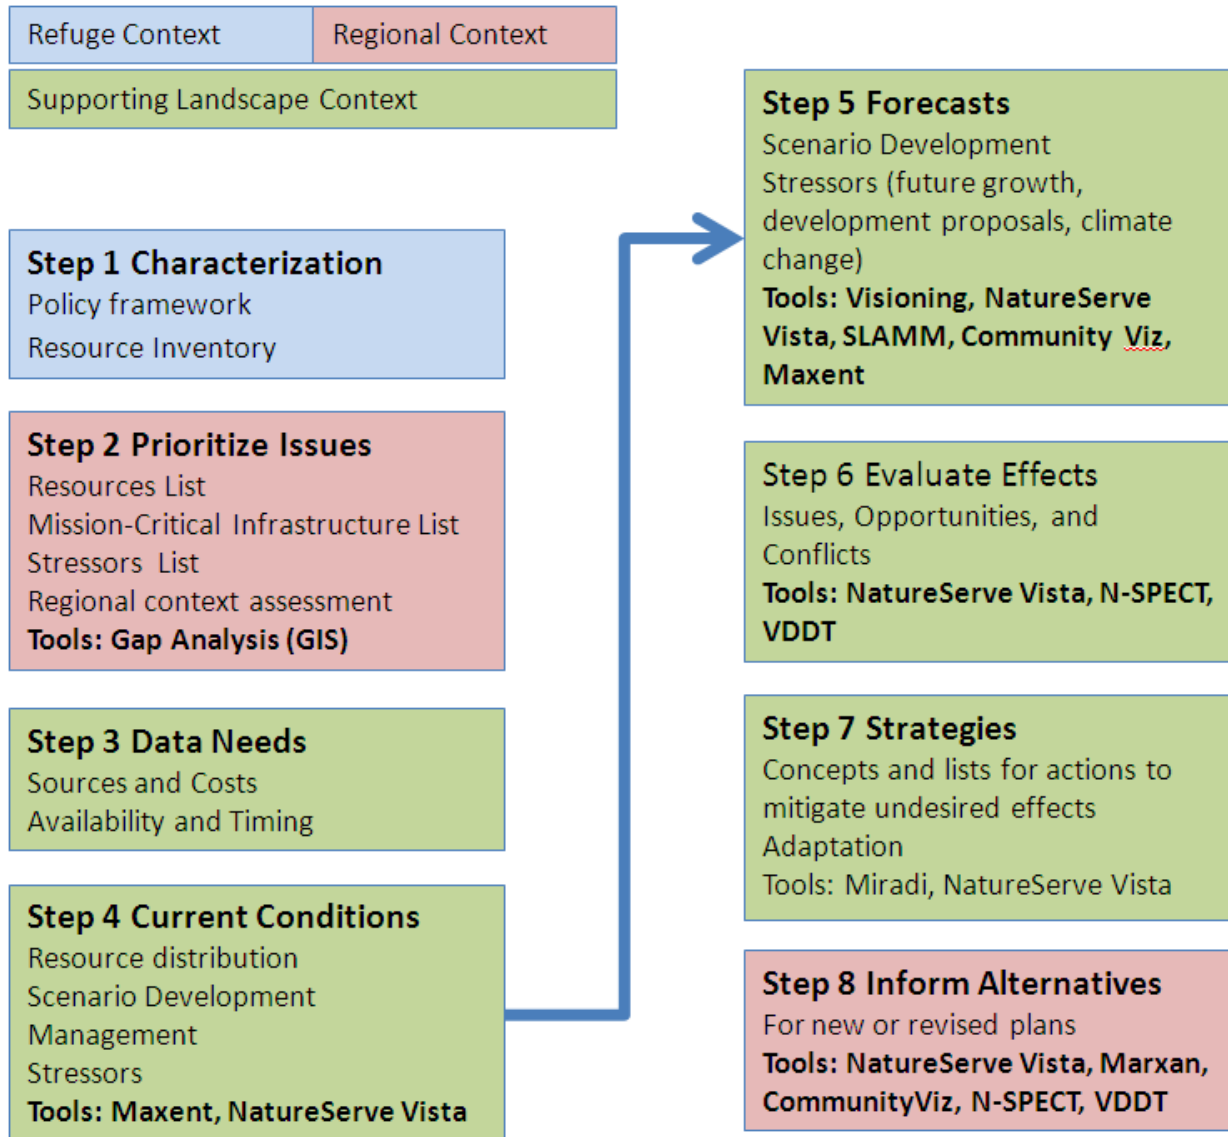 Refuge Context
Regional Context
Supporting Landscape Context
Step 1 Characterization
Policy framework
Resource Inventory
Step 2 Prioritize Issues
Resources List
Mission-Critical Infrastructure List
Stressors List
Regional context assessment
Tools: Gap Analysis (GIS)
Step 3 Data Needs
Sources and Costs
Availability and Timing
Step 4 Current Conditions
Resource distribution
Scenario Development
Management
Stressors
Tools: Maxent, NatureServe Vista
Step 5 Forecasts
Scenario Development
Stressors (future growth,
development proposals, climate
change)
Tools: Visioning, NatureServe
Vista, SLAMM, Community Viz,
Maxent
Step 6 Evaluate Effects
Issues, Opportunities, and
Conflicts
Tools: NatureServe Vista, N-SPECT,
VDDT
Step 7 Strategies
Concepts and lists for actions to
mitigate undesired effects
Adaptation
Tools: Miradi, NatureServe Vista
Step 8 Inform Alternatives
For new or revised plans
Tools: NatureServe Vista, Marxan,
CommunityViz, N-SPECT, VDDT